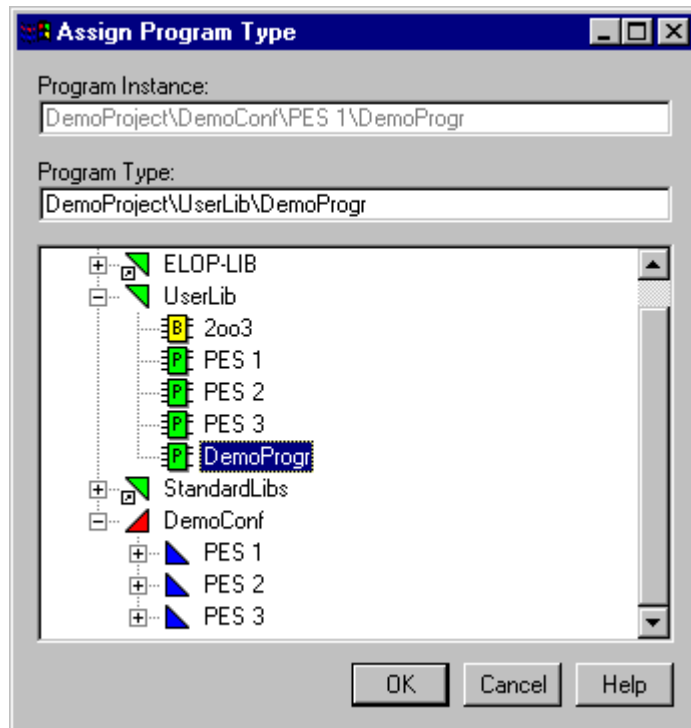 Assign Program Type
Program Instance:
DemoProject\DemoConf\PES 1\DemoProgr
Program Type:
DemoProject\UserLib\DemoProgr
ELOP-LIB
UserLib
B 2oo3
P PES 1
P PES 2
P PES 3
P DemoProgr
StandardLibs
DemoConf
PES 1
PES 2
PES 3
OK Cancel Help